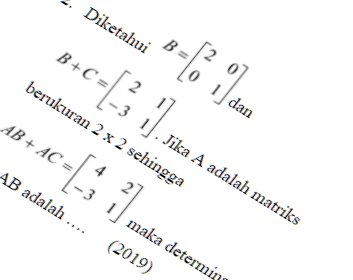 2. Diketahui B = [2 0; 0 1] dan
B + C = [2 1; -3 1]. Jika A adalah matriks
berukuran 2 x 2 sehingga
AB + AC = [4 2; -3 1] maka
AB adalah .... (2019)